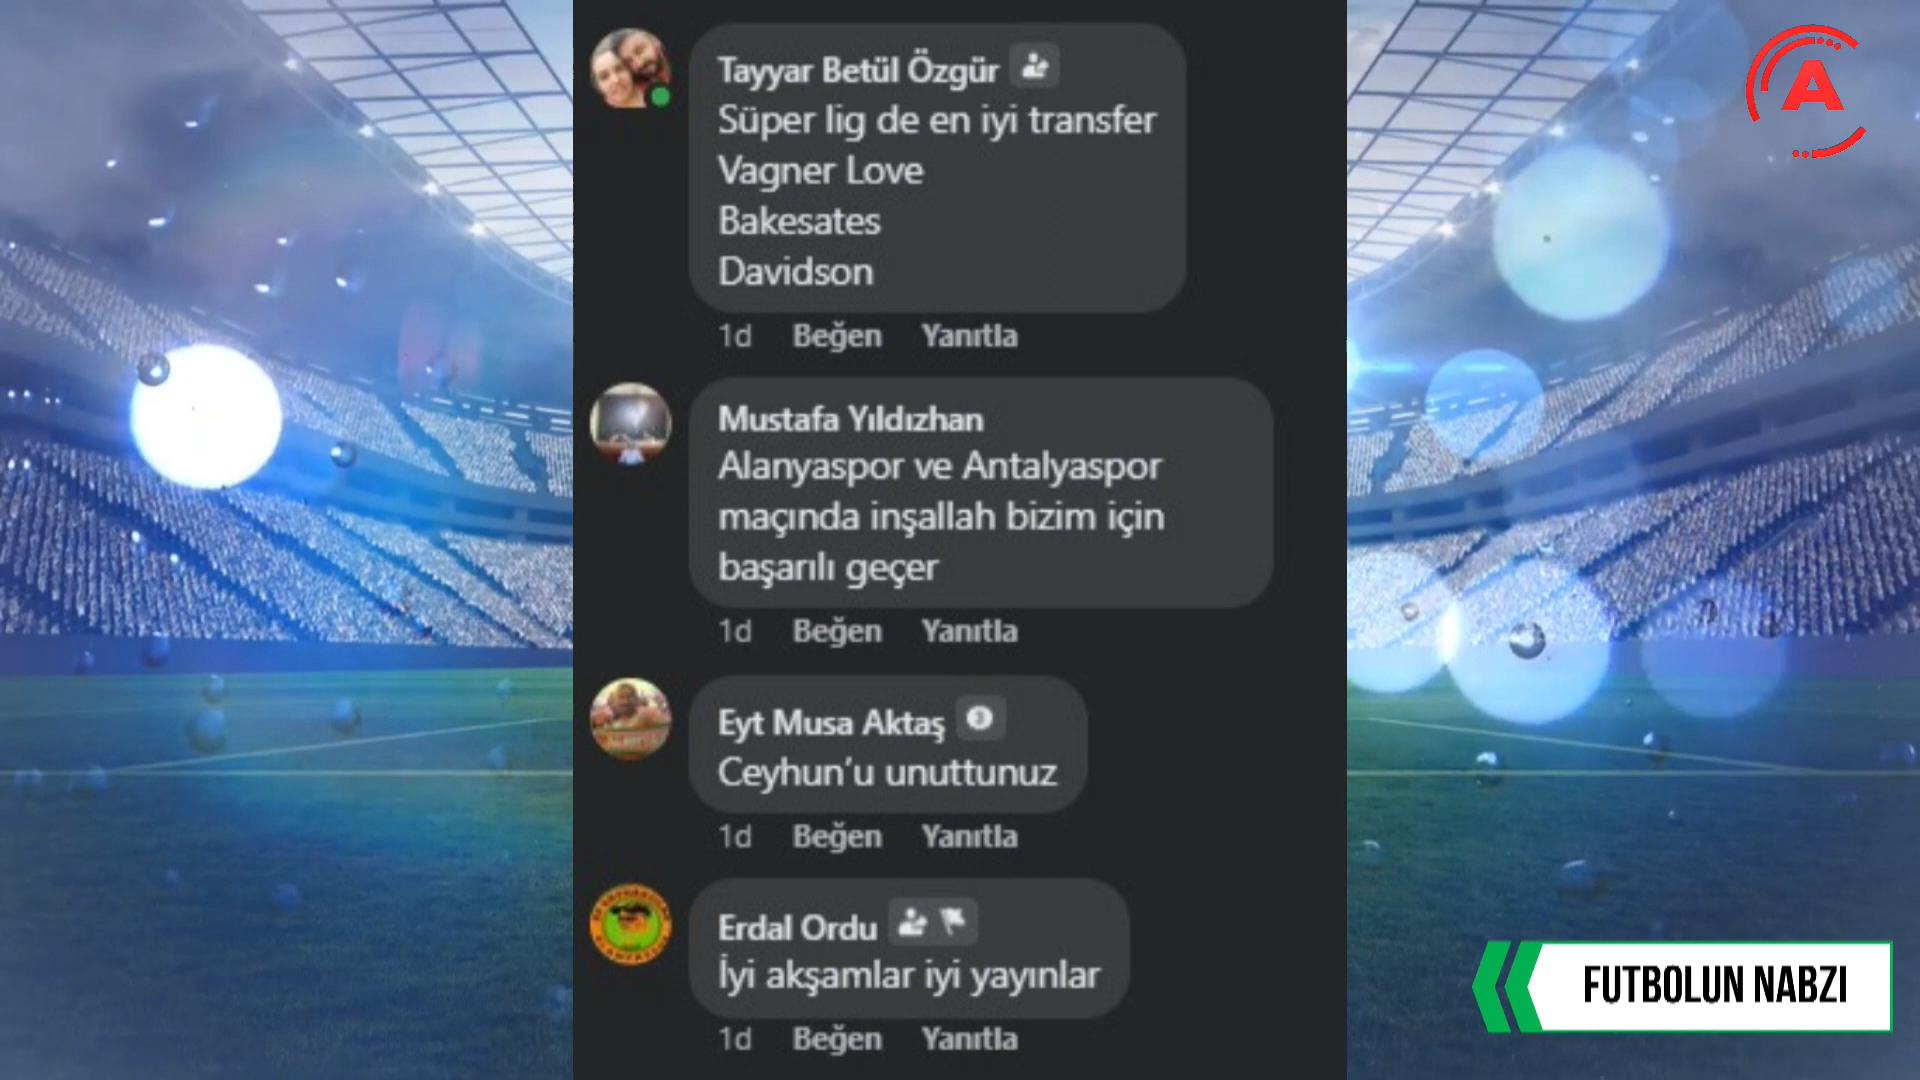 Tayyar Betül Özgür
Süper lig de en iyi transfer
Vagner Love
Bakesates
Davidson
1d Beğen Yanıtla
Mustafa Yıldızhan
Alanyaspor ve Antalyaspor
maçında inşallah bizim için
başarılı geçer
1d Beğen Yanıtla
Eyt Musa Aktaş
Ceyhun’u unuttunuz
1d Beğen Yanıtla
Erdal Ordu
İyi akşamlar iyi yayınlar
1d Beğen Yanıtla
A
FUTBOLUN NABZI